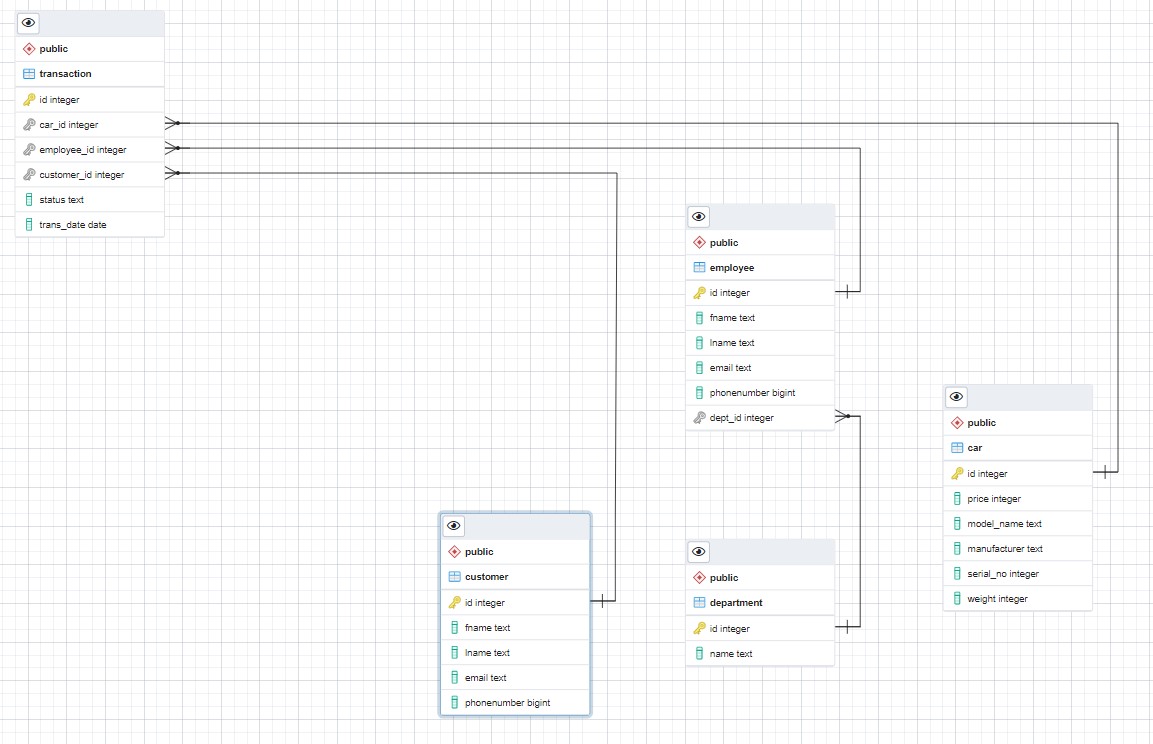 public
transaction
id integer
car_id integer
employee_id integer
customer_id integer
status text
trans_date date
public
employee
id integer
fname text
lname text
email text
phonenumber bigint
dept_id integer
public
car
id integer
price integer
model_name text
manufacturer text
serial_no integer
weight integer
public
customer
id integer
fname text
lname text
email text
phonenumber bigint
public
department
id integer
name text